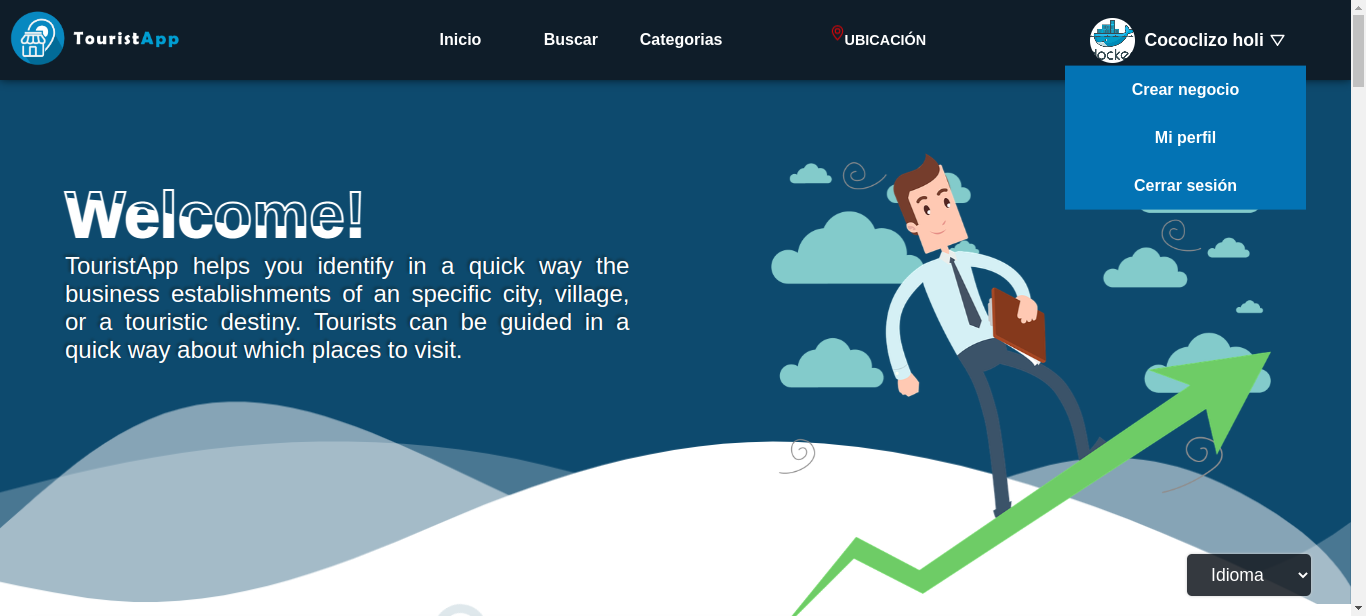 TouristApp
Inicio Buscar Categorias UBICACIÓN
docke
Cococlizo holi
Crear negocio
Mi perfil
Cerrar sesión
Welcome!
TouristApp helps you identify in a quick way the
business establishments of an specific city, village,
or a touristic destiny. Tourists can be guided in a
quick way about which places to visit.
Idioma